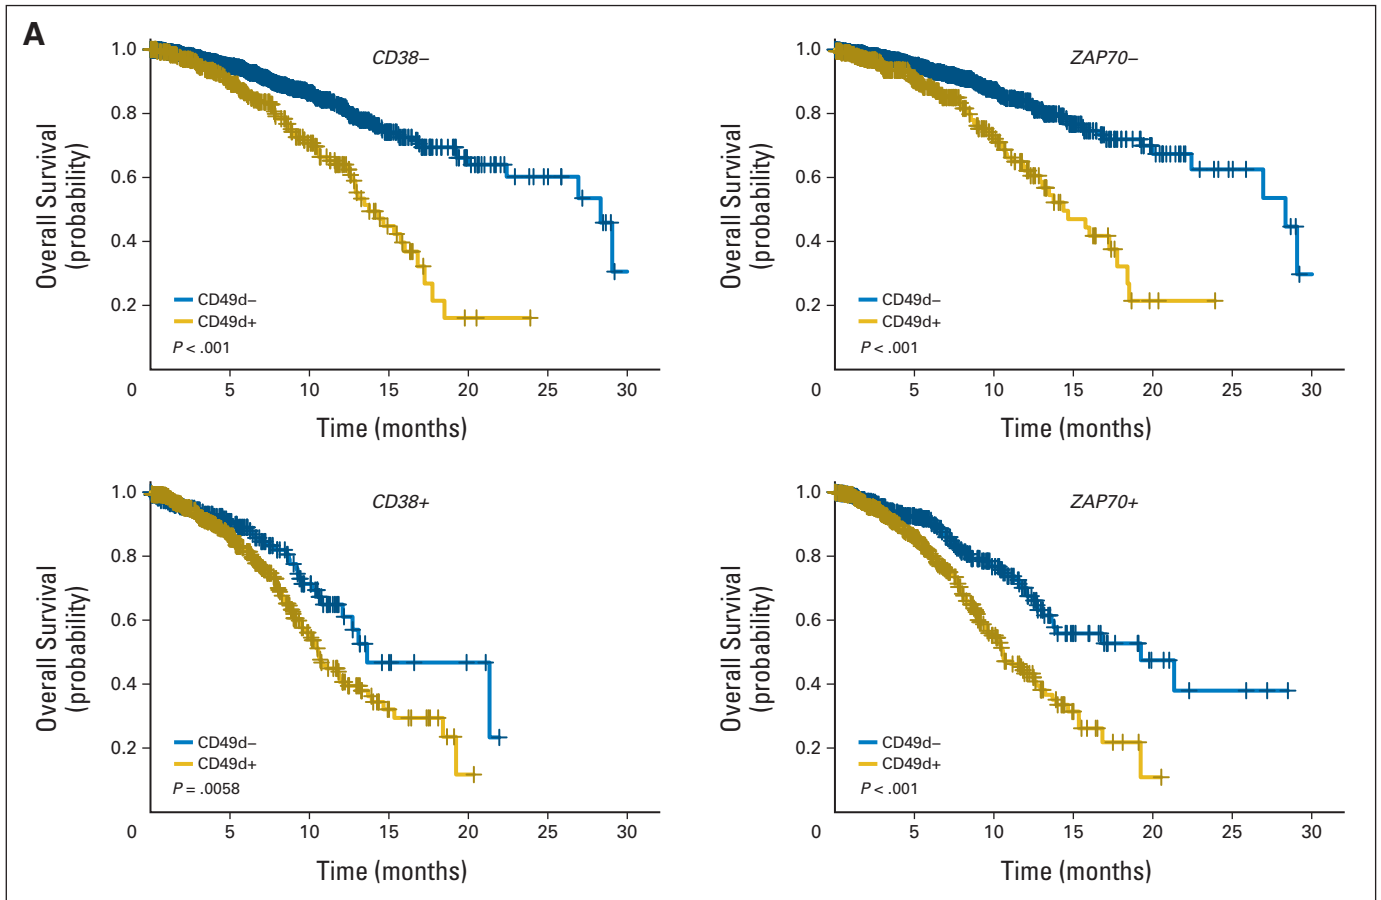 A
CD38–
1.0
0.8
0.6
0.4
0.2
Overall Survival
(probability)
CD49d–
CD49d+
P < .001
0 5 10 15 20 25 30
Time (months)
ZAP70–
1.0
0.8
0.6
0.4
0.2
Overall Survival
(probability)
CD49d–
CD49d+
P < .001
0 5 10 15 20 25 30
Time (months)
CD38+
1.0
0.8
0.6
0.4
0.2
Overall Survival
(probability)
CD49d–
CD49d+
P = .0058
0 5 10 15 20 25 30
Time (months)
ZAP70+
1.0
0.8
0.6
0.4
0.2
Overall Survival
(probability)
CD49d–
CD49d+
P < .001
0 5 10 15 20 25 30
Time (months)